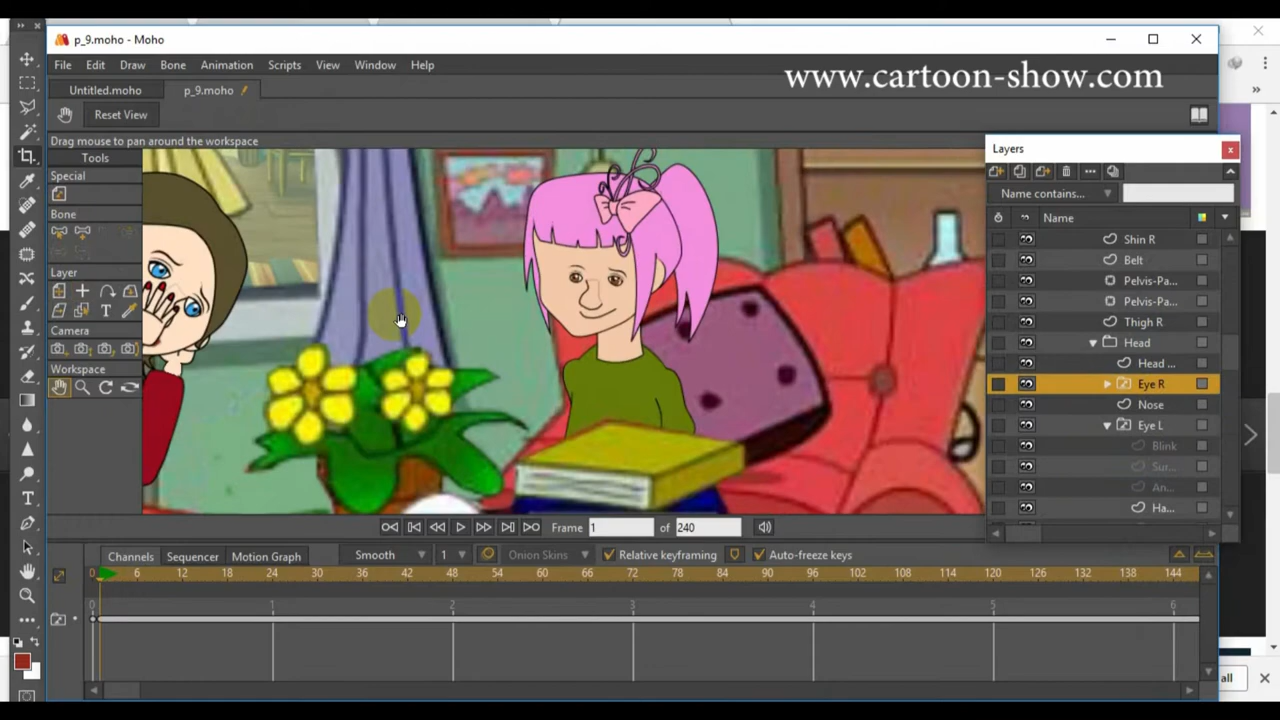 p_9.moho - Moho
File Edit Draw Bone Animation Scripts View Window Help
www.cartoon-show.com
Untitled.moho p_9.moho
Reset View
Drag mouse to pan around the workspace
Tools
Special
Bone
Layer
Camera
Workspace
Layers
Name contains...
Name
Shin R
Belt
Pelvis-Pa...
Pelvis-Pa...
Thigh R
Head
Head ...
Eye R
Nose
Eye L
Blink
Sur...
An...
Ha...
Frame 1 of 240
Channels Sequencer Motion Graph Smooth 1 Onion Skins Relative keyframing Auto-freeze keys
0 6 12 18 24 30 36 42 48 54 60 66 72 78 84 90 96 102 108 114 120 126 132 138 144
0 1 2 3 4 5 6
all